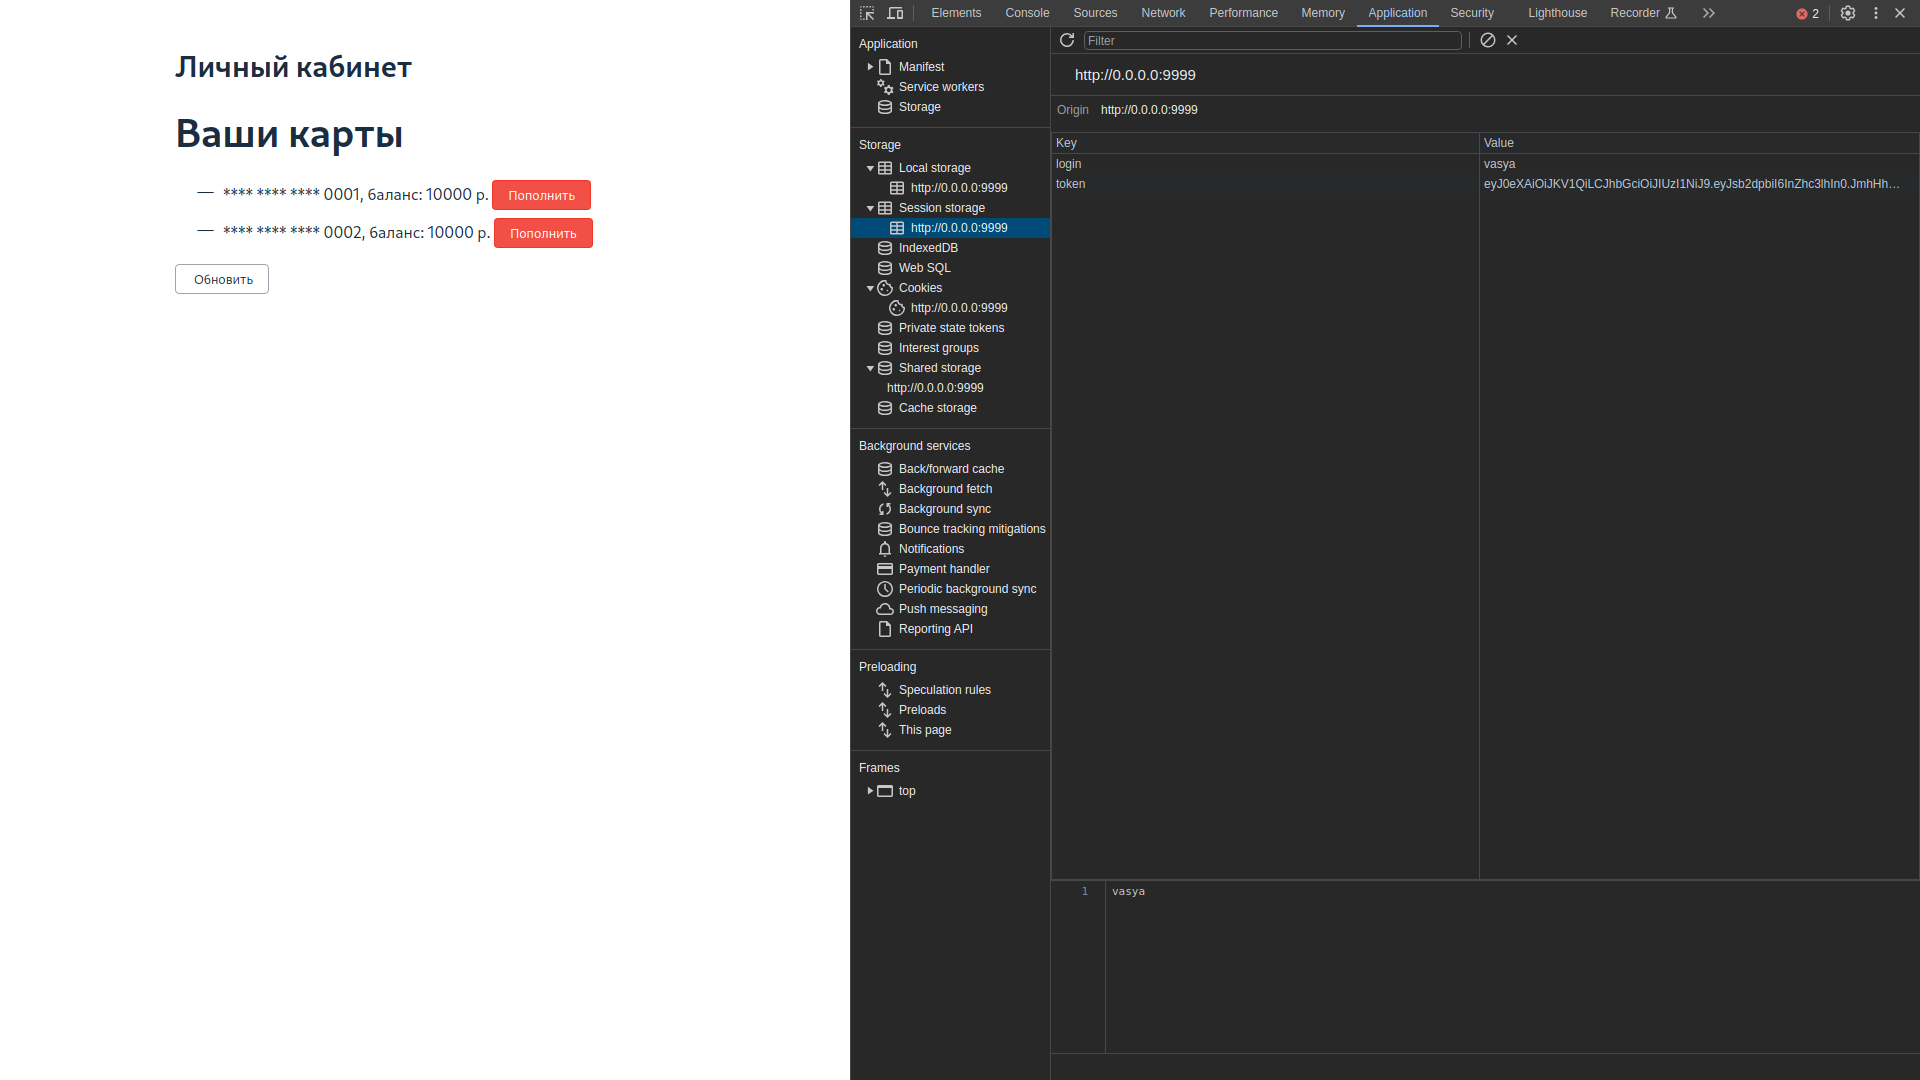 Личный кабинет
Ваши карты
— **** **** **** 0001, баланс: 10000 р. Пополнить
— **** **** **** 0002, баланс: 10000 р. Пополнить
Обновить
Elements Console Sources Network Performance Memory Application Security Lighthouse Recorder 2
Application
Manifest
Service workers
Storage
Storage
Local storage
http://0.0.0.0:9999
Session storage
http://0.0.0.0:9999
IndexedDB
Web SQL
Cookies
http://0.0.0.0:9999
Private state tokens
Interest groups
Shared storage
http://0.0.0.0:9999
Cache storage
Background services
Back/forward cache
Background fetch
Background sync
Bounce tracking mitigations
Notifications
Payment handler
Periodic background sync
Push messaging
Reporting API
Preloading
Speculation rules
Preloads
This page
Frames
top
Filter
http://0.0.0.0:9999
Origin http://0.0.0.0:9999
Key Value
login vasya
token eyJ0eXAiOiJKV1QiLCJhbGciOiJIUzI1NiJ9.eyJsb2dpbiI6InZhc3lhIn0.JmhHh…
1 vasya